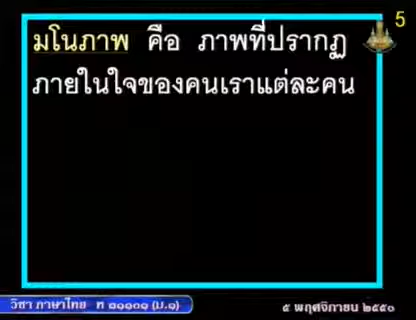 5
มโนภาพ คือ ภาพที่ปรากฏ
ภายในใจของคนเราแต่ละคน
วิชา ภาษาไทย ท ๓๑๑๐๑ (ม.๑)
๕ พฤศจิกายน ๒๕๕๐